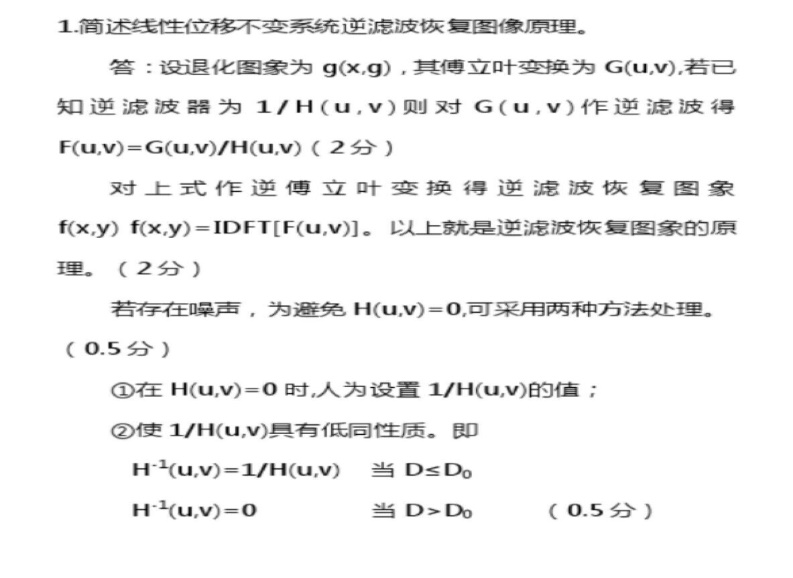 1.简述线性位移不变系统逆滤波恢复图像原理。
答：设退化图象为 g(x,g)，其傅立叶变换为 G(u,v),若已
知逆滤波器为 1/H(u,v)则对 G(u,v)作逆滤波得
F(u,v)=G(u,v)/H(u,v)（2分）
对上式作逆傅立叶变换得逆滤波恢复图象
f(x,y) f(x,y)=IDFT[F(u,v)]。以上就是逆滤波恢复图象的原
理。（2分）
若存在噪声，为避免 H(u,v)=0,可采用两种方法处理。
（0.5分）
①在 H(u,v)=0 时,人为设置 1/H(u,v)的值；
②使 1/H(u,v)具有低同性质。即
H⁻¹(u,v)=1/H(u,v) 当 D≤D₀
H⁻¹(u,v)=0 当 D>D₀ （0.5分）